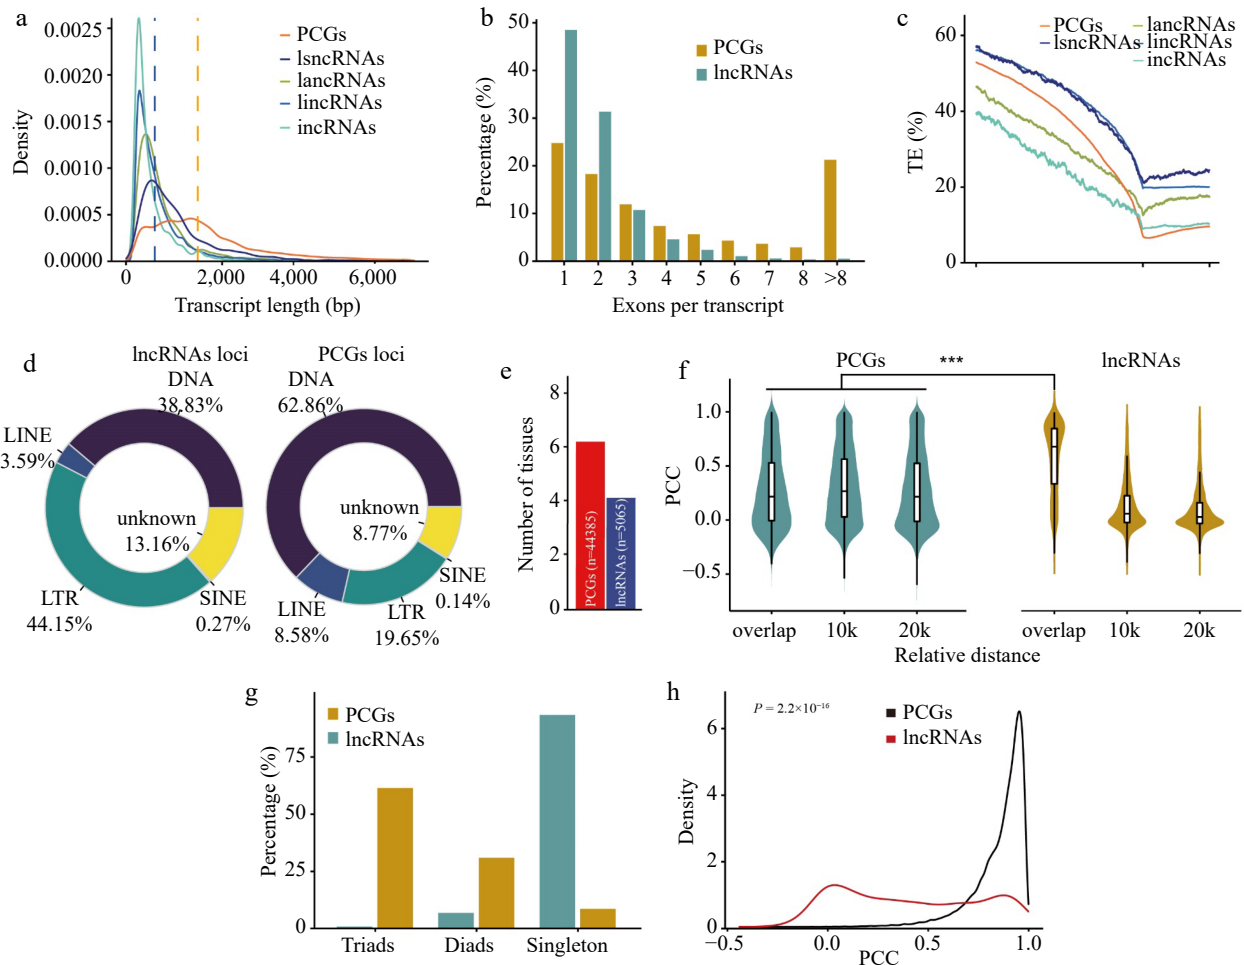 a
0.0025
0.0020
0.0015
0.0010
0.0005
0.0000
Density
0
2,000
4,000
6,000
Transcript length (bp)
PCGs
lsncRNAs
lancRNAs
lincRNAs
incRNAs
b
50
40
30
20
10
0
Percentage (%)
1 2 3 4 5 6 7 8 >8
Exons per transcript
PCGs
lncRNAs
c
60
40
20
0
TE (%)
PCGs
lsncRNAs
lancRNAs
lincRNAs
incRNAs
d
lncRNAs loci
DNA
38.83%
LINE
3.59%
unknown
13.16%
LTR
44.15%
SINE
0.27%
PCGs loci
DNA
62.86%
unknown
8.77%
SINE
0.14%
LINE
8.58%
LTR
19.65%
e
8
6
4
2
0
Number of tissues
PCGs (n=44385)
lncRNAs (n=5065)
f
PCGs
***
lncRNAs
1.0
0.5
0.0
−0.5
PCC
overlap 10k 20k
overlap 10k 20k
Relative distance
g
75
50
25
0
Percentage (%)
PCGs
lncRNAs
Triads Diads Singleton
h
P = 2.2×10⁻¹⁶
PCGs
lncRNAs
6
4
2
0
Density
−0.5 0.0 0.5 1.0
PCC